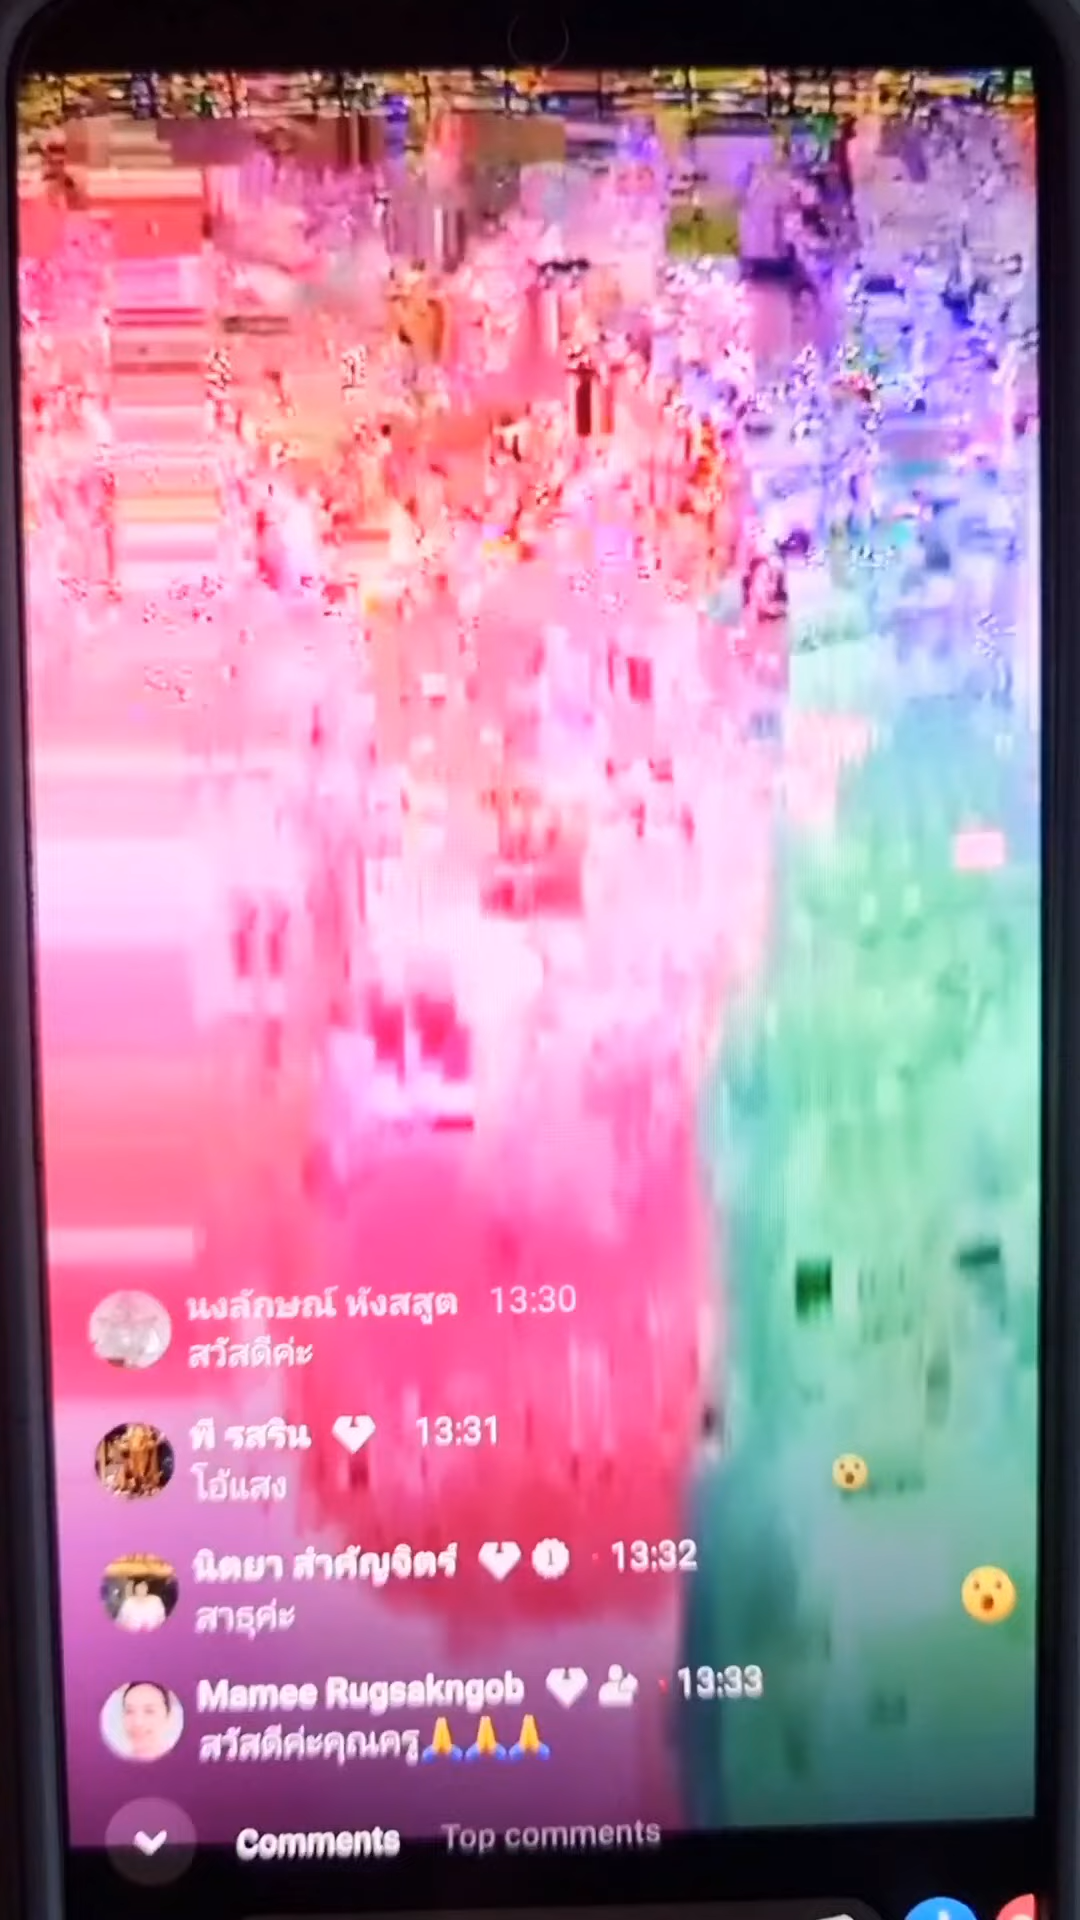 นงลักษณ์ หังสสูต 13:30
สวัสดีค่ะ
พี รสริน 13:31
โอ้แสง
นิตยา สำคัญจิตร์ 13:32
สาธุค่ะ
Mamee Rugsakngob 13:33
สวัสดีค่ะคุณครู🙏🙏🙏
Comments Top comments